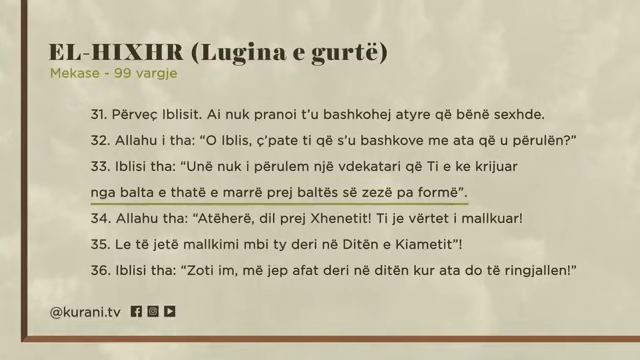 EL-HIXHR (Lugina e gurtë)
Mekase - 99 vargje
31. Përveç Iblisit. Ai nuk pranoi t’u bashkohej atyre që bënë sexhde.
32. Allahu i tha: “O Iblis, ç’pate ti që s’u bashkove me ata që u përulën?”
33. Iblisi tha: “Unë nuk i përulem një vdekatari që Ti e ke krijuar
nga balta e thatë e marrë prej baltës së zezë pa formë”.
34. Allahu tha: “Atëherë, dil prej Xhenetit! Ti je vërtet i mallkuar!
35. Le të jetë mallkimi mbi ty deri në Ditën e Kiametit”!
36. Iblisi tha: “Zoti im, më jep afat deri në ditën kur ata do të ringjallen!”
@kurani.tv